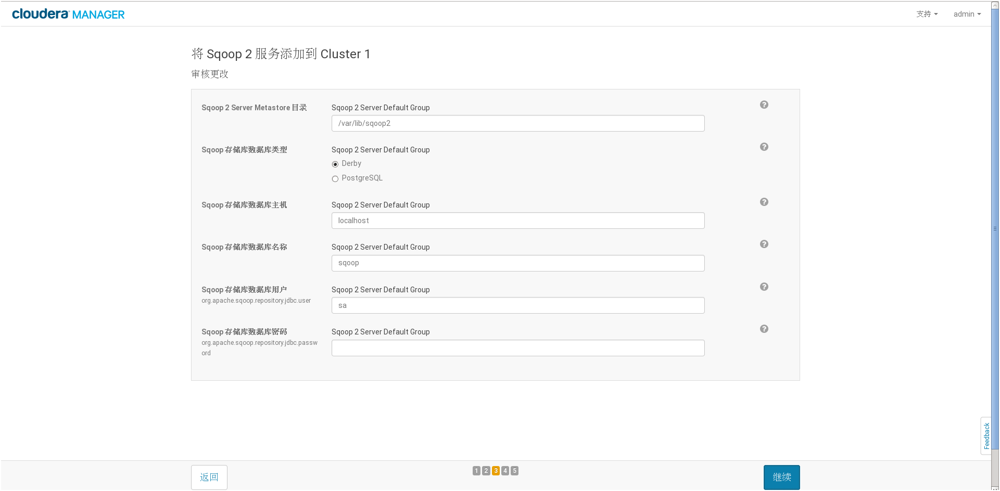 cloudera MANAGER
支持 admin
将 Sqoop 2 服务添加到 Cluster 1
审核更改
Sqoop 2 Server Metastore 目录 Sqoop 2 Server Default Group
/var/lib/sqoop2
Sqoop 存储库数据库类型 Sqoop 2 Server Default Group
Derby
PostgreSQL
Sqoop 存储库数据库主机 Sqoop 2 Server Default Group
localhost
Sqoop 存储库数据库名称 Sqoop 2 Server Default Group
sqoop
Sqoop 存储库数据库用户 Sqoop 2 Server Default Group
org.apache.sqoop.repository.jdbc.user
sa
Sqoop 存储库数据库密码 Sqoop 2 Server Default Group
org.apache.sqoop.repository.jdbc.passw
ord
Feedback
返回 1 2 3 4 5 继续